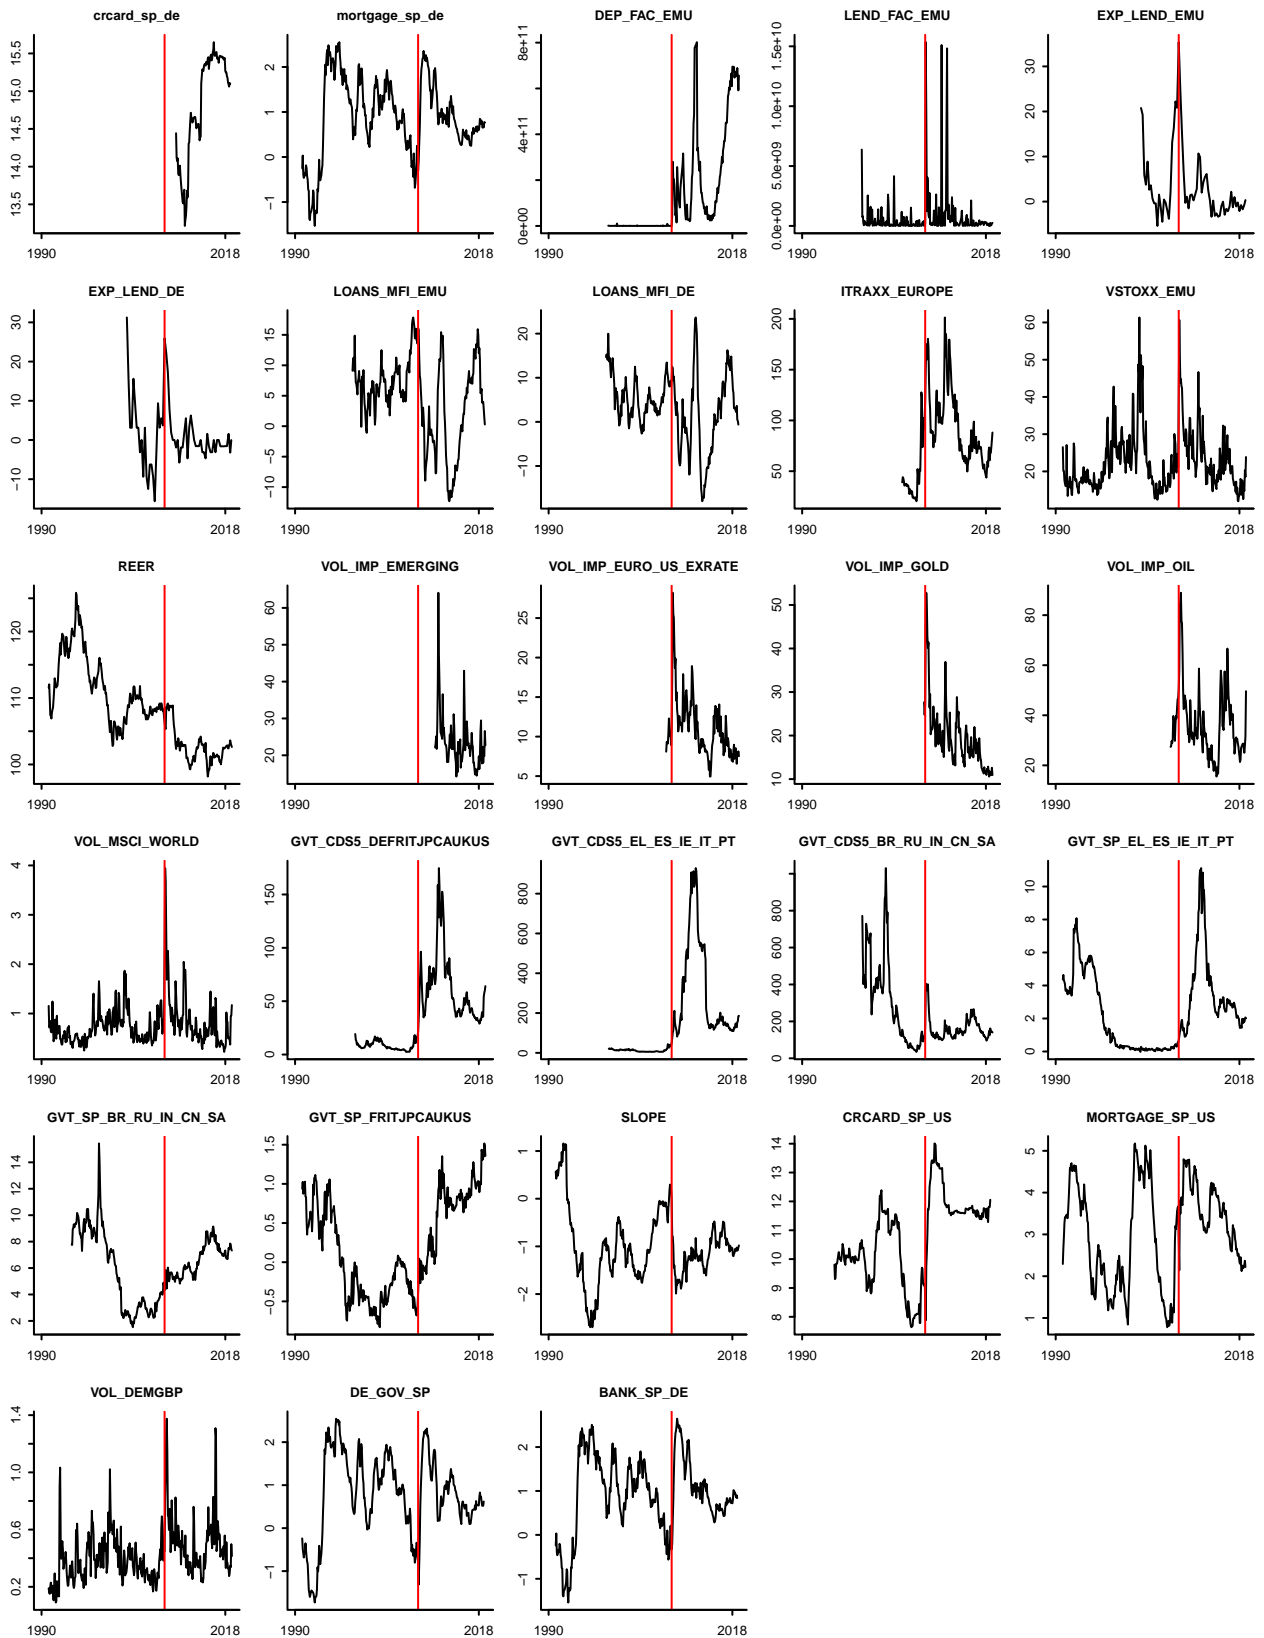 crcard_sp_de
13.5 14.0 14.5 15.0 15.5
1990 2018
mortgage_sp_de
−1 0 1 2
1990 2018
DEP_FAC_EMU
0e+00 4e+11 8e+11
1990 2018
LEND_FAC_EMU
0.0e+00 5.0e+09 1.0e+10 1.5e+10
1990 2018
EXP_LEND_EMU
0 10 20 30
1990 2018
EXP_LEND_DE
−10 0 10 20 30
1990 2018
LOANS_MFI_EMU
−10 −5 0 5 10 15
1990 2018
LOANS_MFI_DE
−10 0 10 20
1990 2018
ITRAXX_EUROPE
50 100 150 200
1990 2018
VSTOXX_EMU
20 30 40 50 60
1990 2018
REER
100 110 120
1990 2018
VOL_IMP_EMERGING
20 30 40 50 60
1990 2018
VOL_IMP_EURO_US_EXRATE
5 10 15 20 25
1990 2018
VOL_IMP_GOLD
10 20 30 40 50
1990 2018
VOL_IMP_OIL
20 40 60 80
1990 2018
VOL_MSCI_WORLD
1 2 3 4
1990 2018
GVT_CDS5_DEFRITJPCAUKUS
0 50 100 150
1990 2018
GVT_CDS5_EL_ES_IE_IT_PT
0 200 400 600 800
1990 2018
GVT_CDS5_BR_RU_IN_CN_SA
0 200 400 600 800
1990 2018
GVT_SP_EL_ES_IE_IT_PT
0 2 4 6 8 10
1990 2018
GVT_SP_BR_RU_IN_CN_SA
2 4 6 8 10 12 14
1990 2018
GVT_SP_FRITJPCAUKUS
−0.5 0.0 0.5 1.0 1.5
1990 2018
SLOPE
−2 −1 0 1
1990 2018
CRCARD_SP_US
8 9 10 11 12 13 14
1990 2018
MORTGAGE_SP_US
1 2 3 4 5
1990 2018
VOL_DEMGBP
0.2 0.6 1.0 1.4
1990 2018
DE_GOV_SP
−1 0 1 2
1990 2018
BANK_SP_DE
−1 0 1 2
1990 2018